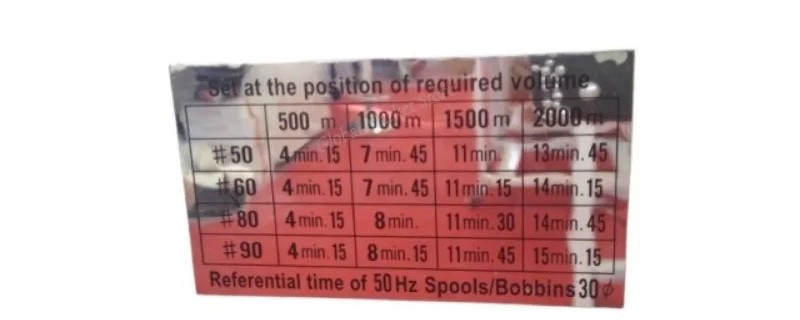 Set at the position of required volume
500 m 1000 m 1500 m 2000 m
#50 4 min. 15 7 min. 45 11 min. 13 min. 45
#60 4 min. 15 7 min. 45 11 min. 15 14 min. 15
#80 4 min. 15 8 min. 11 min. 30 14 min. 45
#90 4 min. 15 8 min. 15 11 min. 45 15 min. 15
Referential time of 50 Hz Spools/Bobbins 30 ϕ